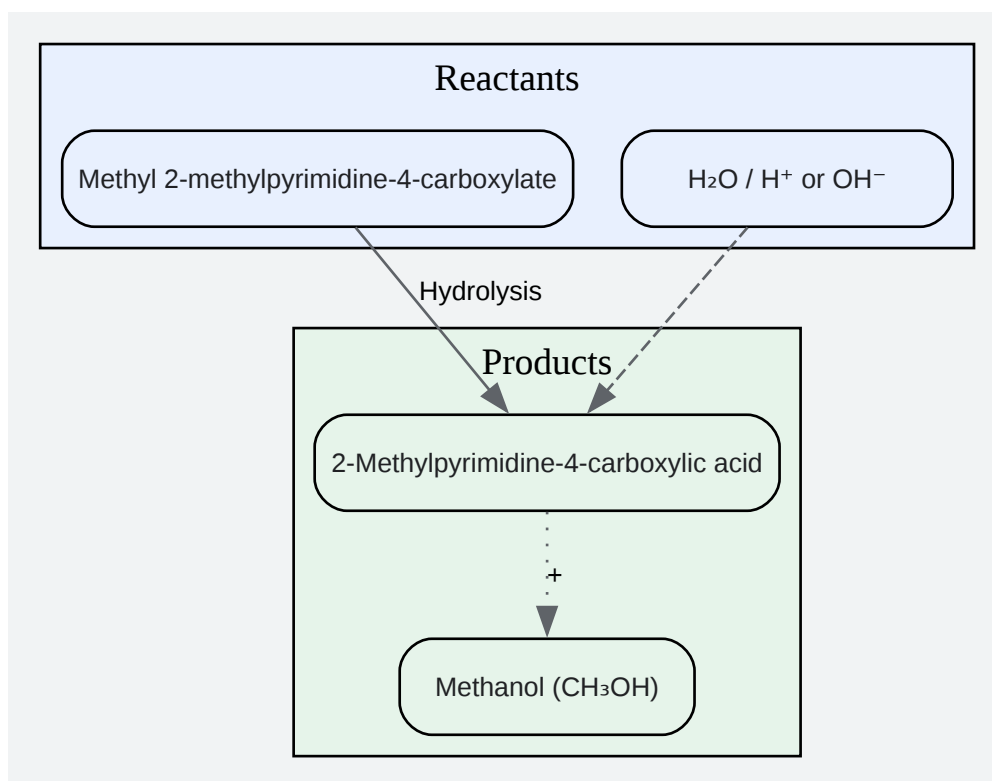 Reactants
Methyl 2-methylpyrimidine-4-carboxylate
H₂O / H⁺ or OH⁻
Hydrolysis
Products
2-Methylpyrimidine-4-carboxylic acid
+
Methanol (CH₃OH)